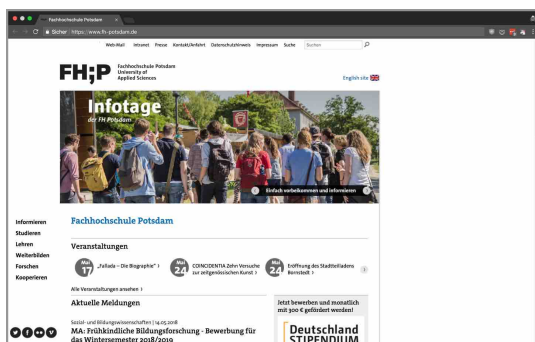 Fachhochschule Potsdam
Sicher https://www.fh-potsdam.de
Web-Mail Intranet Presse Kontakt/Anfahrt Datenschutzhinweis Impressum Suche Suchen
FH;P
Fachhochschule Potsdam
University of
Applied Sciences
English site
Infotage
der FH Potsdam
Einfach vorbeikommen und informieren
Informieren
Studieren
Lehren
Weiterbilden
Forschen
Kooperieren
Fachhochschule Potsdam
Veranstaltungen
Mai 17 „Fallada – Die Biographie" ›
Mai 24 COINCIDENTIA Zehn Versuche
zur zeitgenössischen Kunst ›
Mai 24 Eröffnung des Stadtteilladens
Bornstedt ›
Alle Veranstaltungen ansehen ›
Aktuelle Meldungen
Sozial- und Bildungswissenschaften | 14.05.2018
MA: Frühkindliche Bildungsforschung - Bewerbung für
das Wintersemester 2018/2019
Jetzt bewerben und monatlich
mit 300 € gefördert werden!
Deutschland
STIPENDIUM